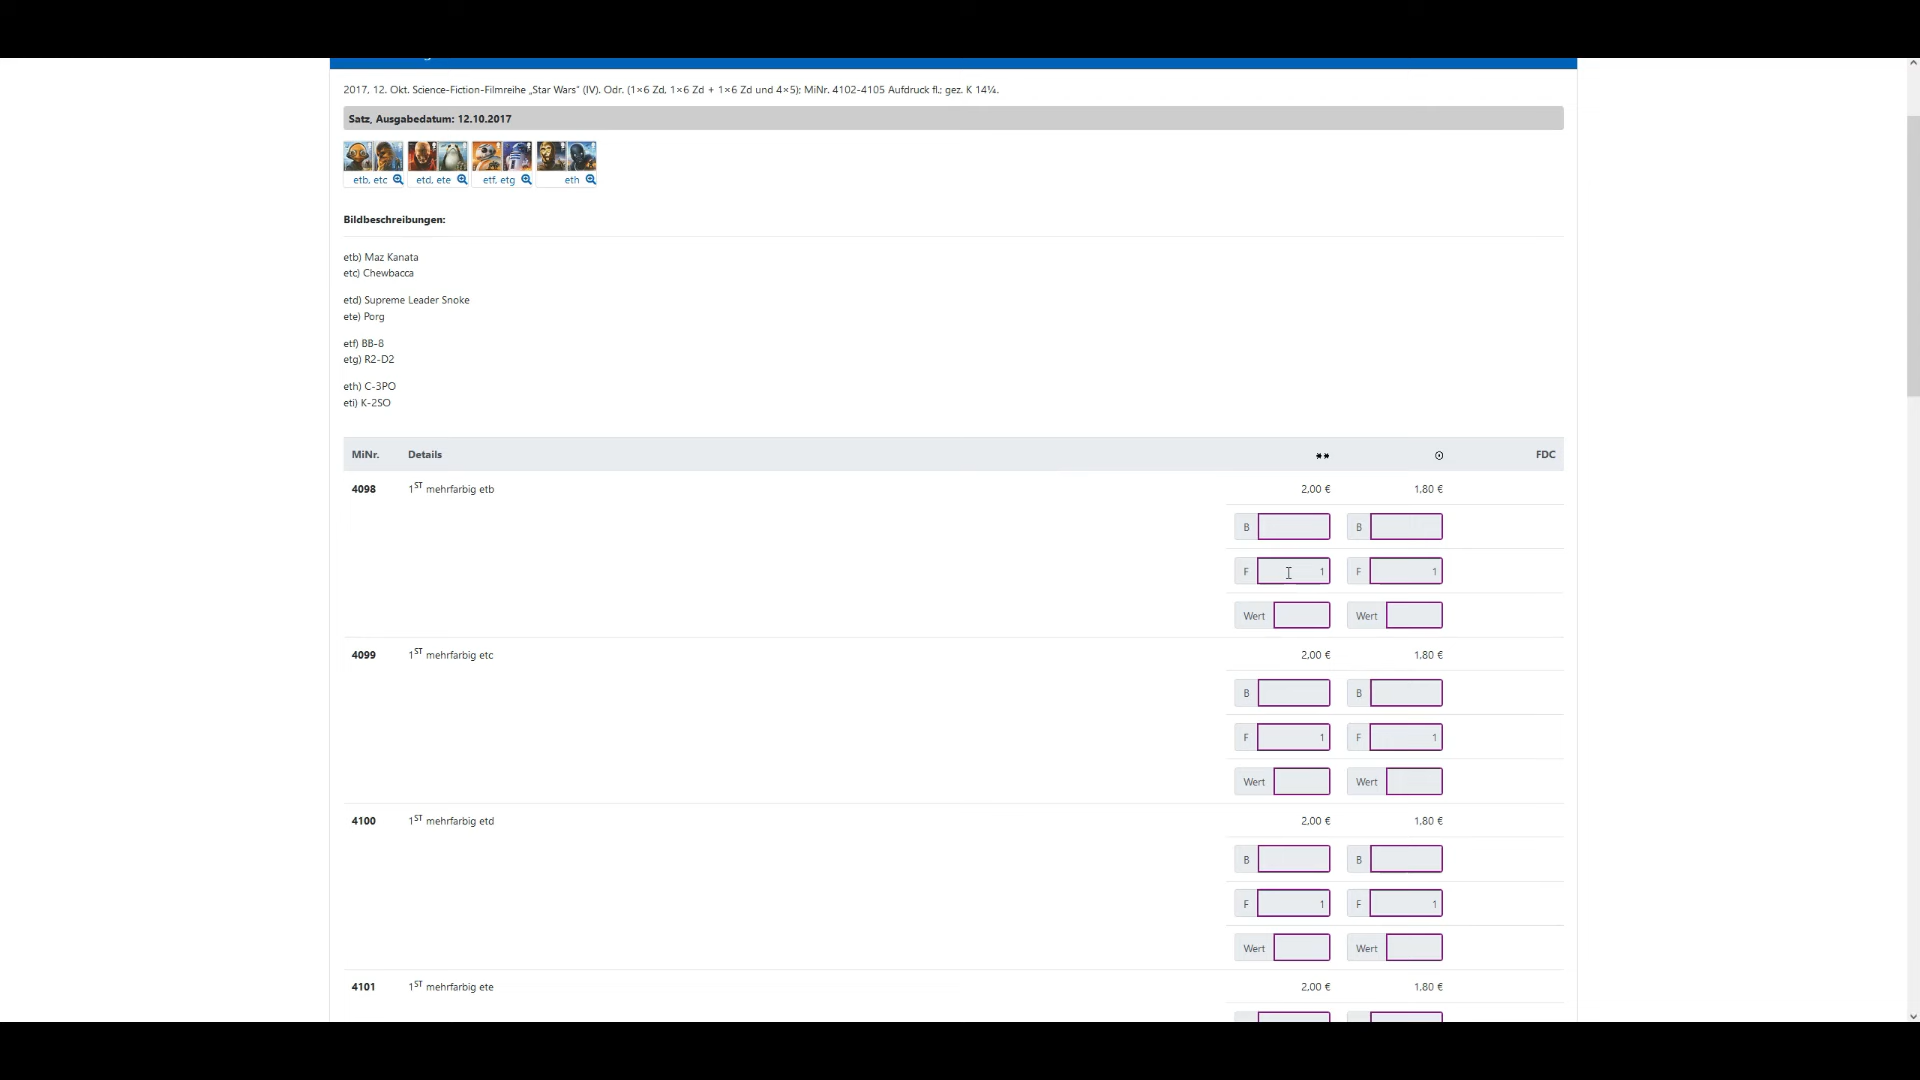 2017, 12. Okt. Science-Fiction-Filmreihe „Star Wars" (IV). Odr. (1×6 Zd, 1×6 Zd + 1×6 Zd und 4×5); MiNr. 4102-4105 Aufdruck fl.; gez. K 14¼.
Satz, Ausgabedatum: 12.10.2017
etb, etc etd, ete etf, etg eth
Bildbeschreibungen:
etb) Maz Kanata
etc) Chewbacca
etd) Supreme Leader Snoke
ete) Porg
etf) BB-8
etg) R2-D2
eth) C-3PO
eti) K-2SO
MiNr. Details ** ⊙ FDC
4098 1ST mehrfarbig etb 2,00 € 1,80 €
B B
F 1 F 1
Wert Wert
4099 1ST mehrfarbig etc 2,00 € 1,80 €
B B
F 1 F 1
Wert Wert
4100 1ST mehrfarbig etd 2,00 € 1,80 €
B B
F 1 F 1
Wert Wert
4101 1ST mehrfarbig ete 2,00 € 1,80 €